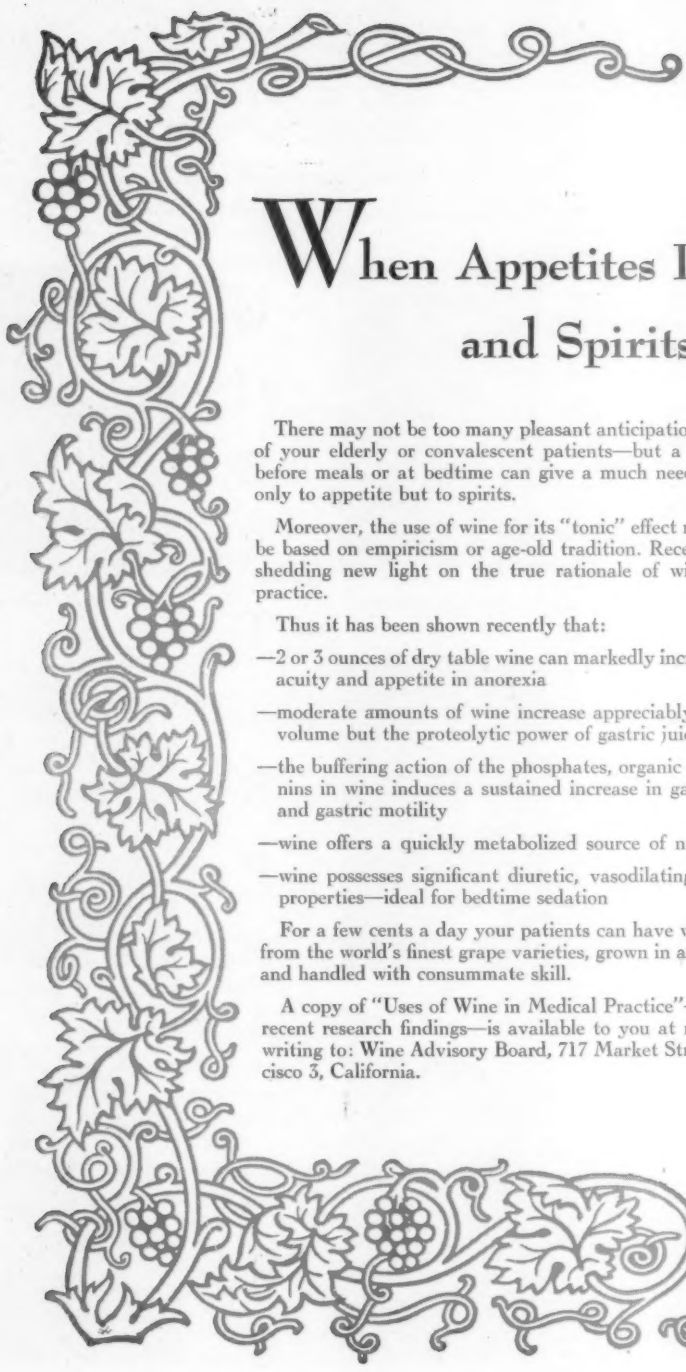 When Appetites
and Spirits
There may not be too many pleasant anticipatio
of your elderly or convalescent patients—but a
before meals or at bedtime can give a much need
only to appetite but to spirits.
Moreover, the use of wine for its "tonic" effect
be based on empiricism or age-old tradition. Rece
shedding new light on the true rationale of wi
practice.
Thus it has been shown recently that:
—2 or 3 ounces of dry table wine can markedly inc
acuity and appetite in anorexia
—moderate amounts of wine increase appreciably
volume but the proteolytic power of gastric juic
—the buffering action of the phosphates, organic
nins in wine induces a sustained increase in ga
and gastric motility
—wine offers a quickly metabolized source of n
—wine possesses significant diuretic, vasodilating
properties—ideal for bedtime sedation
For a few cents a day your patients can have
from the world's finest grape varieties, grown in a
and handled with consummate skill.
A copy of "Uses of Wine in Medical Practice"
recent research findings—is available to you at
writing to: Wine Advisory Board, 717 Market Str
cisco 3, California.